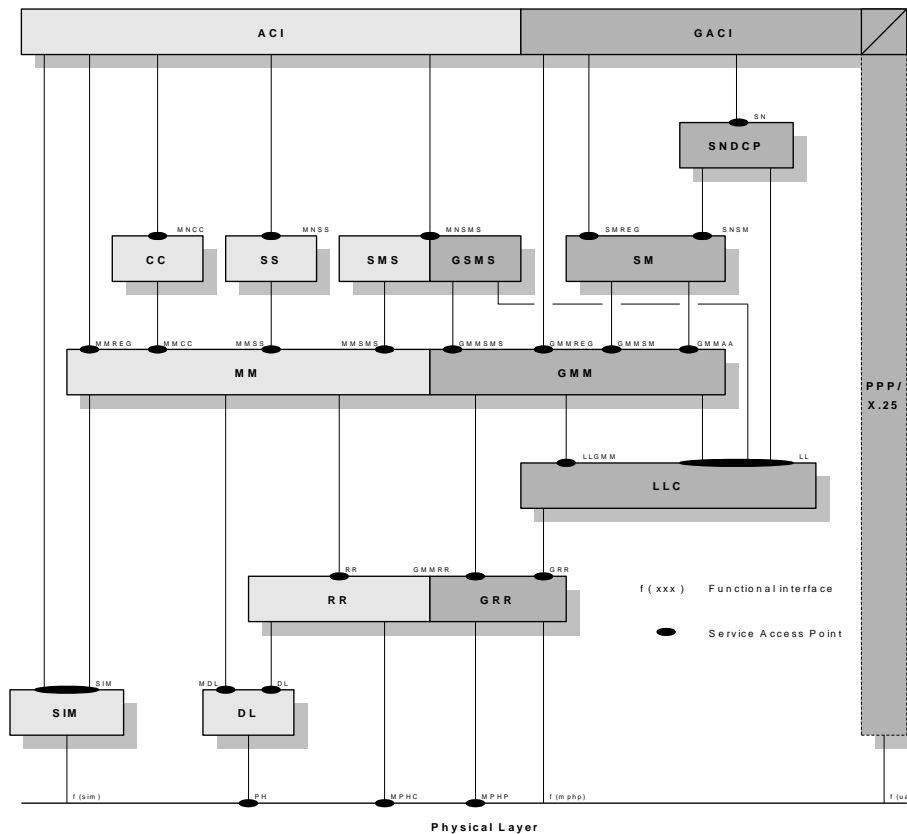 ACI GACI
SN
SNDCP
MNCC MNSS MNSMS SMREG SNSM
CC SS SMS GSMS SM
MMREG MMCC MMSS MMSMS GMMSMS GMMREG GMMSM GMMAA
MM GMM
PPP/
X.25
LLGMM LL
LLC
RR GMMRR GRR
RR GRR
f(xxx) Functional interface
Service Access Point
SIM MDL DL
SIM DL
f(sim) PH MPHC MPHP f(mphp)
Physical Layer